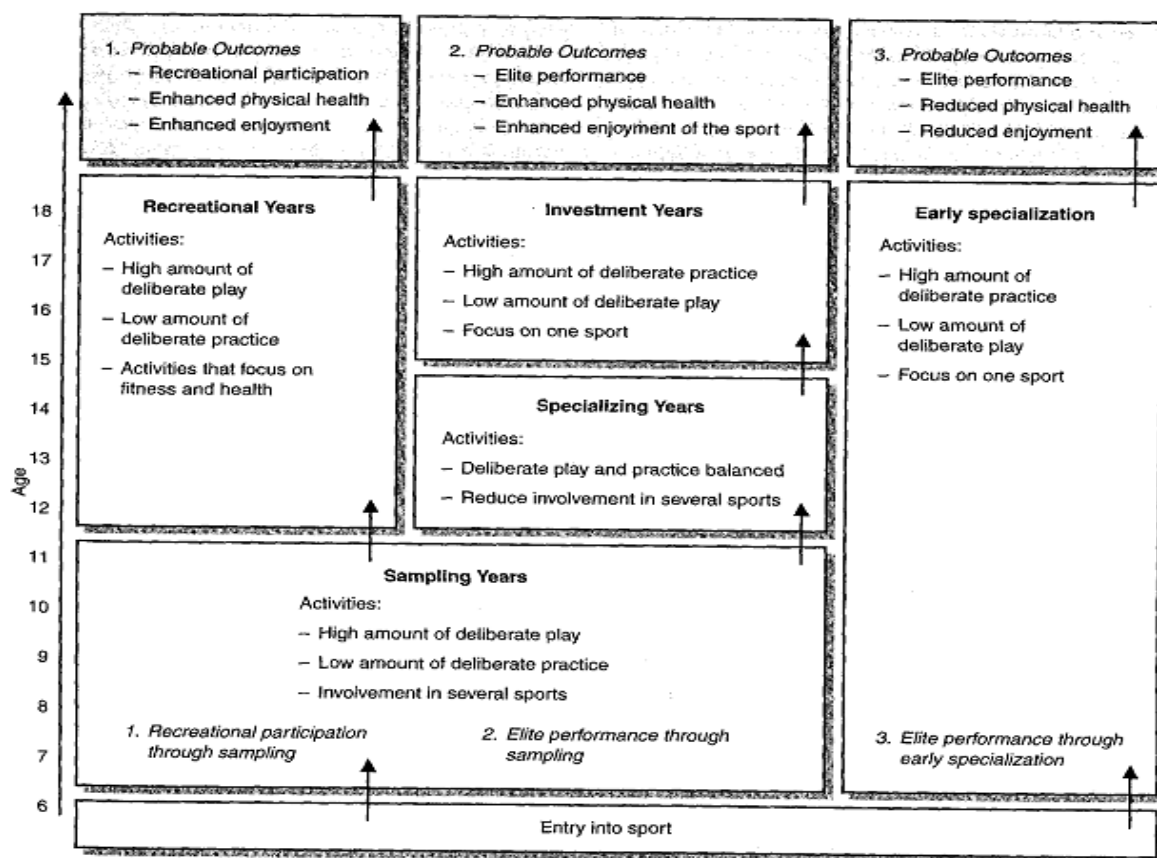 1. Probable Outcomes
– Recreational participation
– Enhanced physical health
– Enhanced enjoyment
2. Probable Outcomes
– Elite performance
– Enhanced physical health
– Enhanced enjoyment of the sport
3. Probable Outcomes
– Elite performance
– Reduced physical health
– Reduced enjoyment
Age
18
17
16
15
14
13
12
11
10
9
8
7
6
Recreational Years
Activities:
– High amount of
deliberate play
– Low amount of
deliberate practice
– Activities that focus on
fitness and health
Investment Years
Activities:
– High amount of deliberate practice
– Low amount of deliberate play
– Focus on one sport
Specializing Years
Activities:
– Deliberate play and practice balanced
– Reduce involvement in several sports
Early specialization
Activities:
– High amount of
deliberate practice
– Low amount of
deliberate play
– Focus on one sport
Sampling Years
Activities:
– High amount of deliberate play
– Low amount of deliberate practice
– Involvement in several sports
1. Recreational participation
through sampling
2. Elite performance through
sampling
3. Elite performance through
early specialization
Entry into sport